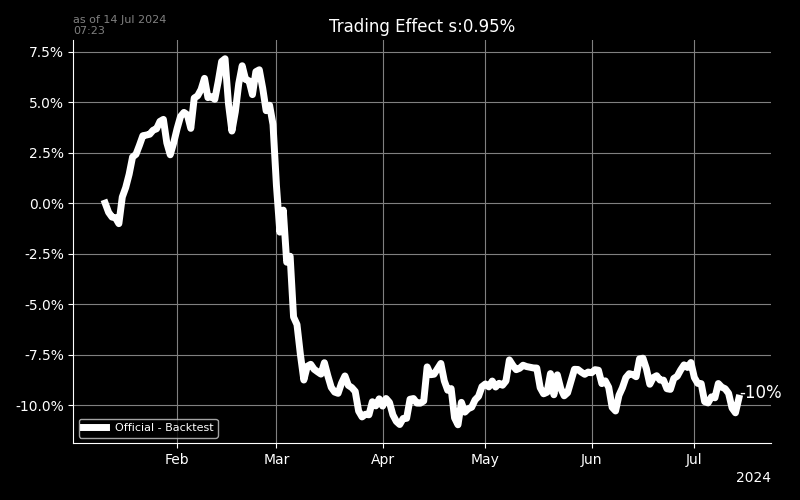 as of 14 Jul 2024
07:23
Trading Effect s:0.95%
7.5%
5.0%
2.5%
0.0%
-2.5%
-5.0%
-7.5%
-10.0%
-10%
Official - Backtest
Feb Mar Apr May Jun Jul
2024